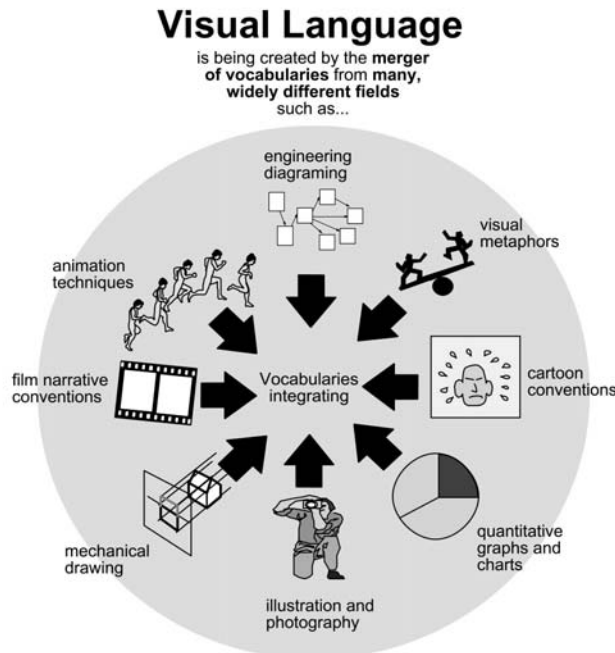 Visual Language
is being created by the merger
of vocabularies from many,
widely different fields
such as...
engineering
diagraming
visual
metaphors
animation
techniques
film narrative
conventions
Vocabularies
integrating
cartoon
conventions
mechanical
drawing
quantitative
graphs and
charts
illustration and
photography